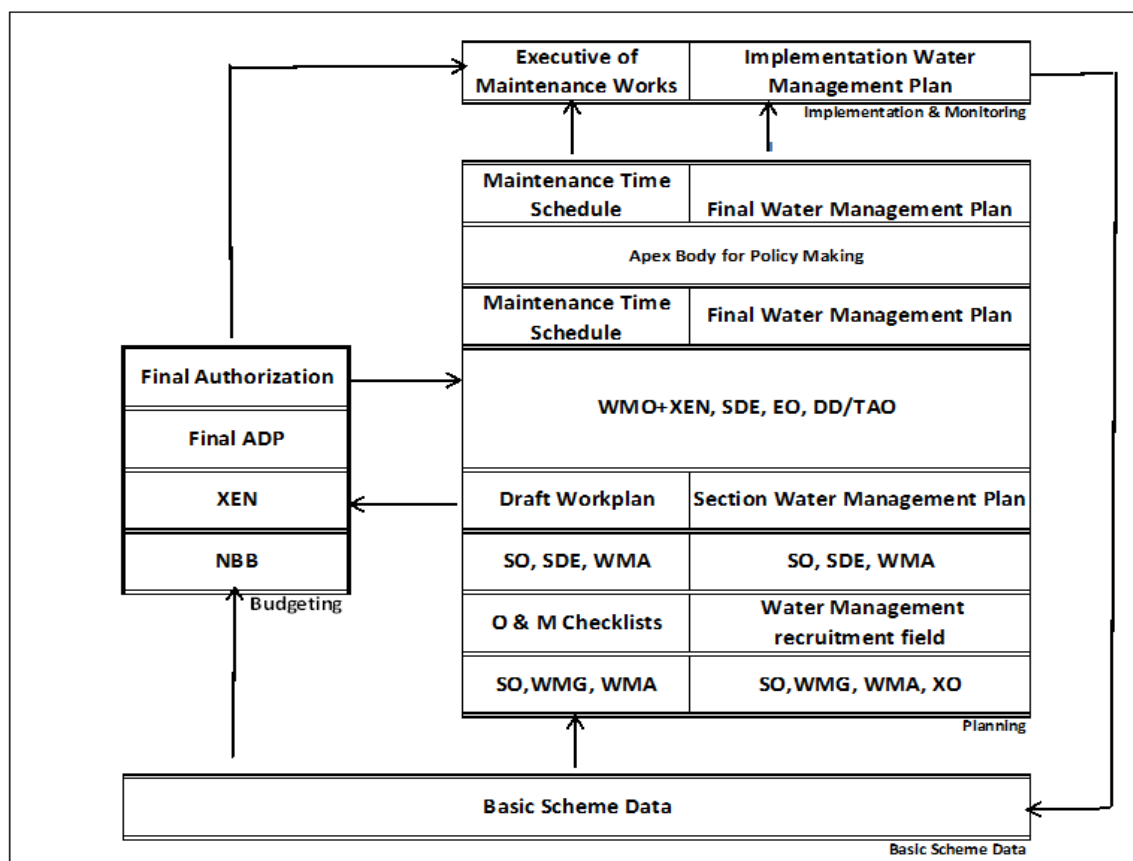 Executive of
Maintenance Works
Implementation Water
Management Plan
Implementation & Monitoring
Maintenance Time
Schedule
Final Water Management Plan
Apex Body for Policy Making
Maintenance Time
Schedule
Final Water Management Plan
Final Authorization
Final ADP
XEN
NBB
Budgeting
WMO+XEN, SDE, EO, DD/TAO
Draft Workplan
Section Water Management Plan
SO, SDE, WMA
SO, SDE, WMA
O & M Checklists
Water Management
recruitment field
SO,WMG, WMA
SO,WMG, WMA, XO
Planning
Basic Scheme Data
Basic Scheme Data